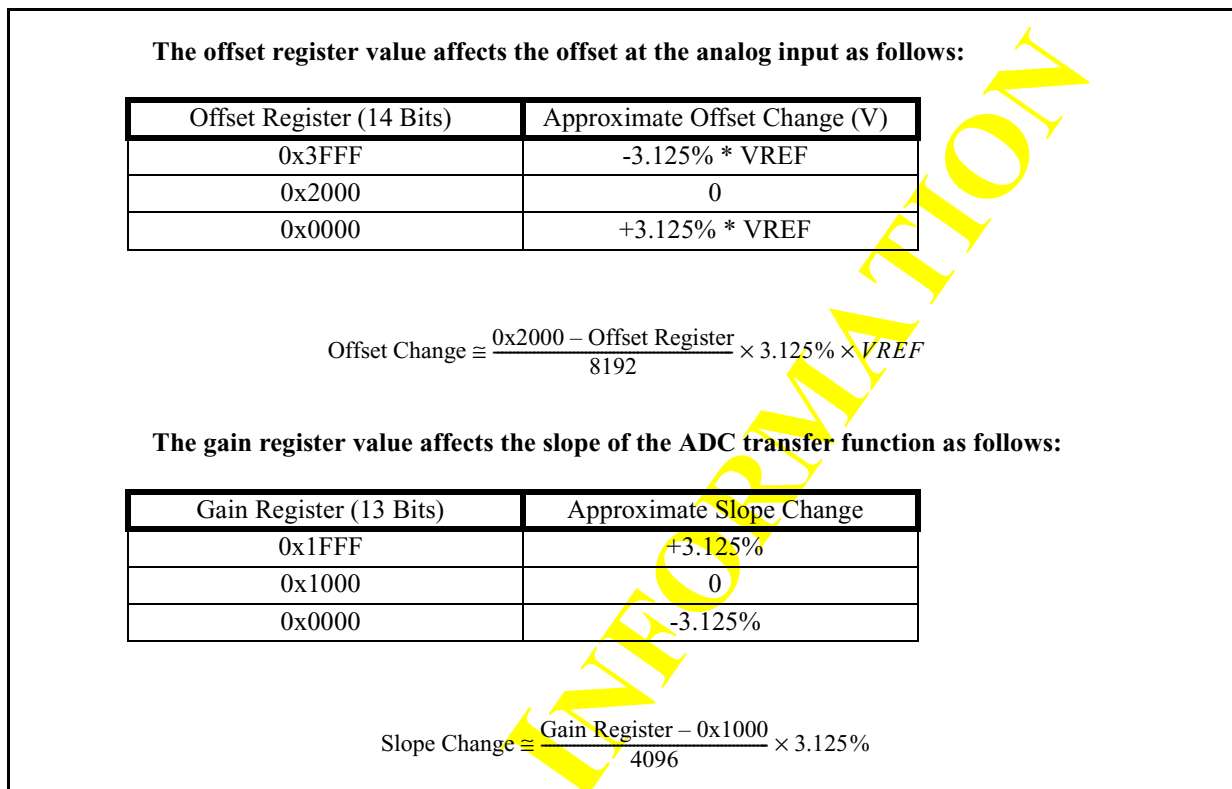 The offset register value affects the offset at the analog input as follows:
Offset Register (14 Bits) Approximate Offset Change (V)
0x3FFF -3.125% * VREF
0x2000 0
0x0000 +3.125% * VREF
Offset Change ≅ 0x2000 – Offset Register
8192
× 3.125% × VREF
The gain register value affects the slope of the ADC transfer function as follows:
Gain Register (13 Bits) Approximate Slope Change
0x1FFF +3.125%
0x1000 0
0x0000 -3.125%
Slope Change ≅ Gain Register – 0x1000
4096
× 3.125%
INFORMATION